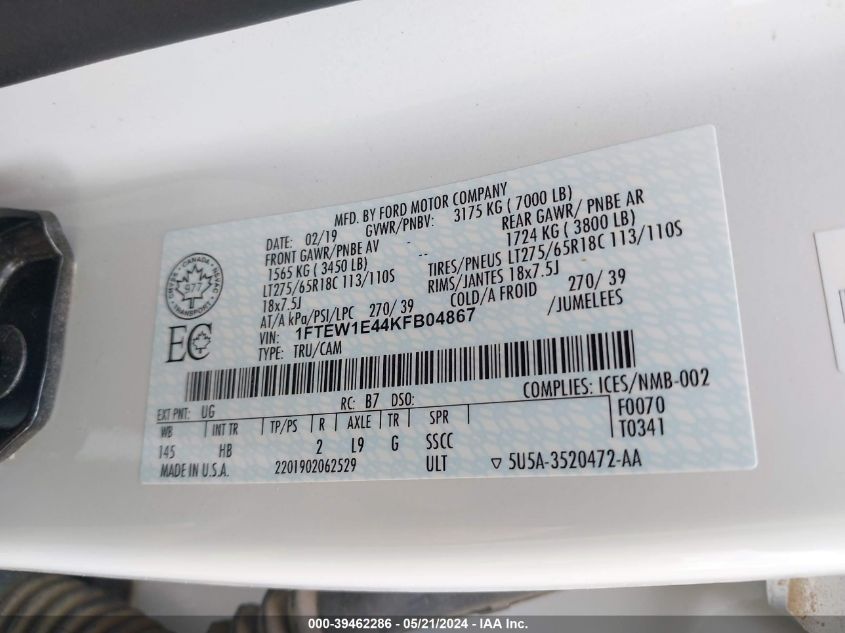 MFD. BY FORD MOTOR COMPANY
DATE: 02/19 GVWR/PNBV: 3175 KG ( 7000 LB)
FRONT GAWR/PNBE AV - -- REAR GAWR/ PNBE AR
1565 KG ( 3450 LB) 1724 KG ( 3800 LB)
LT275/65R18C 113/110S TIRES/PNEUS LT275/65R18C 113/110S
18x7.5J RIMS/JANTES 18x7.5J
AT/A kPa/PSI/LPC 270/ 39 COLD/A FROID 270/ 39
VIN: 1FTEW1E44KFB04867 /JUMELEES
TYPE: TRU/CAM
CANADA
TRANSPORT
977
EC
COMPLIES: ICES/NMB-002
EXT PNT: UG RC: B7 DSO: F0070
WB INT TR TP/PS R AXLE TR SPR T0341
145 HB 2 L9 G SSCC
MADE IN U.S.A. 2201902062529 ULT ▽ 5U5A-3520472-AA
000-39462286 - 05/21/2024 - IAA Inc.